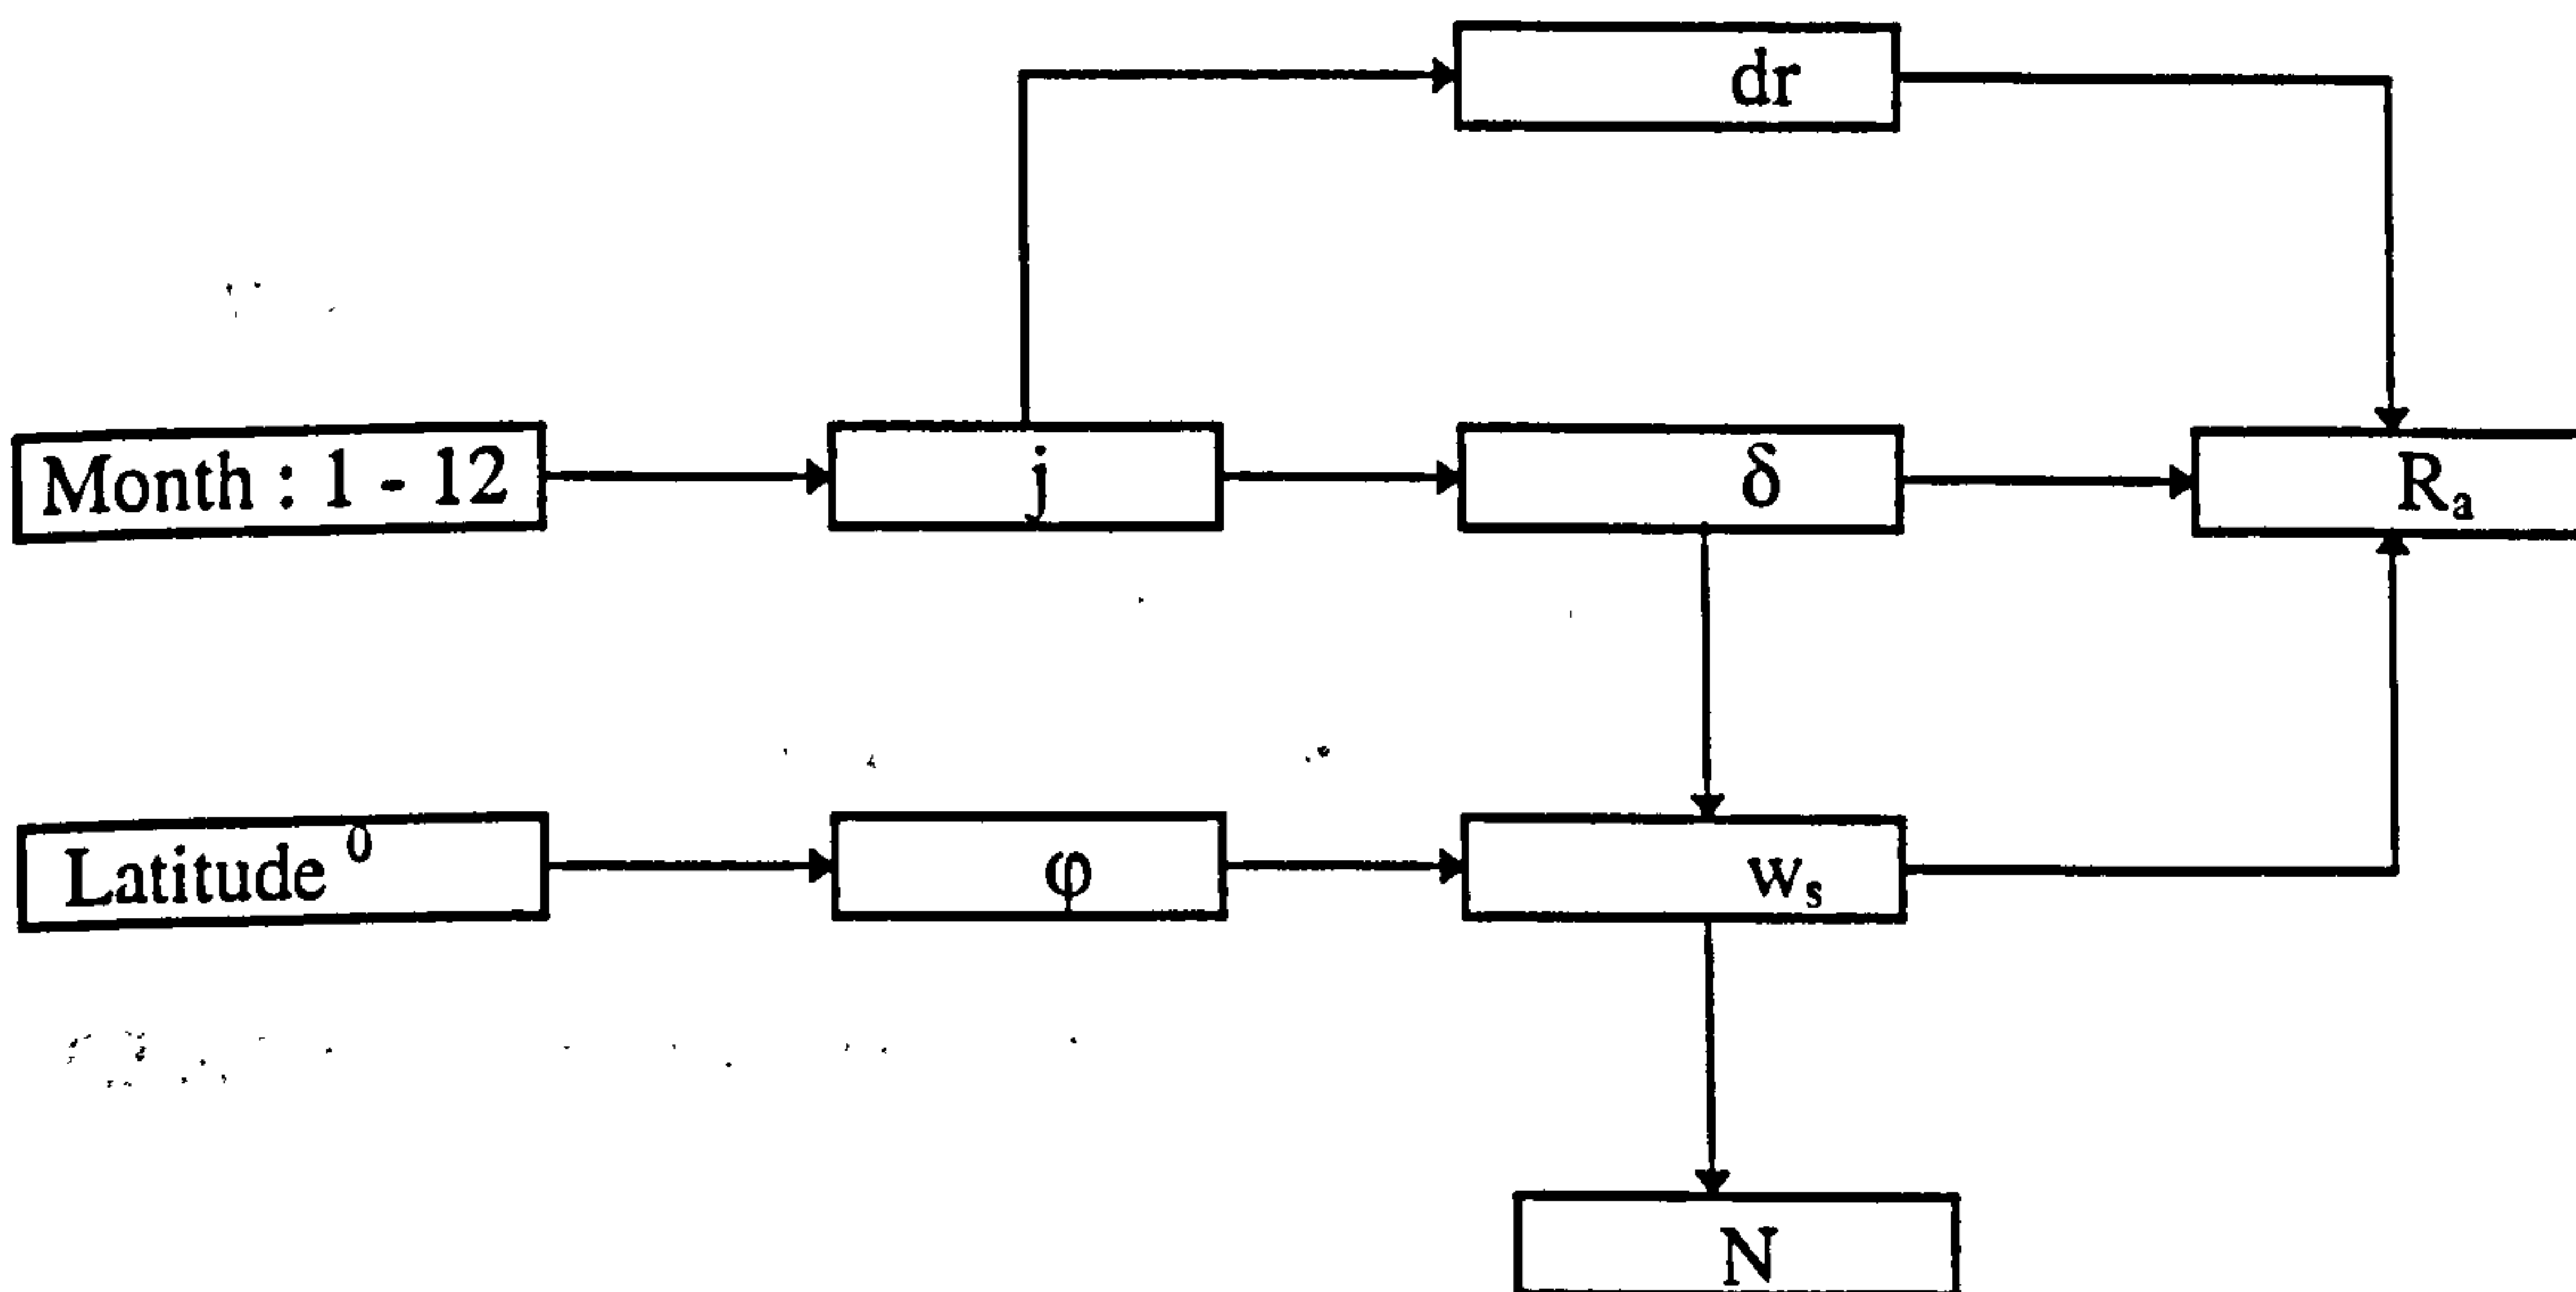 dr
Month : 1 - 12
j
δ
Rₐ
Latitude ⁰
φ
wₛ
N